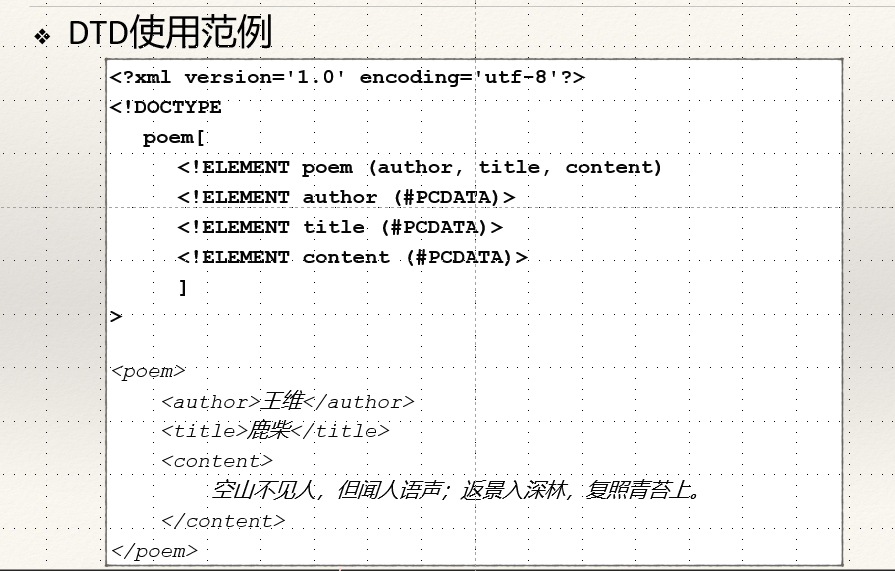 ❖ DTD使用范例
<?xml version='1.0' encoding='utf-8'?>
<!DOCTYPE
poem[
<!ELEMENT poem (author, title, content)
<!ELEMENT author (#PCDATA)>
<!ELEMENT title (#PCDATA)>
<!ELEMENT content (#PCDATA)>
]
>
<poem>
<author>王维</author>
<title>鹿柴</title>
<content>
空山不见人，但闻人语声；返景入深林，复照青苔上。
</content>
</poem>